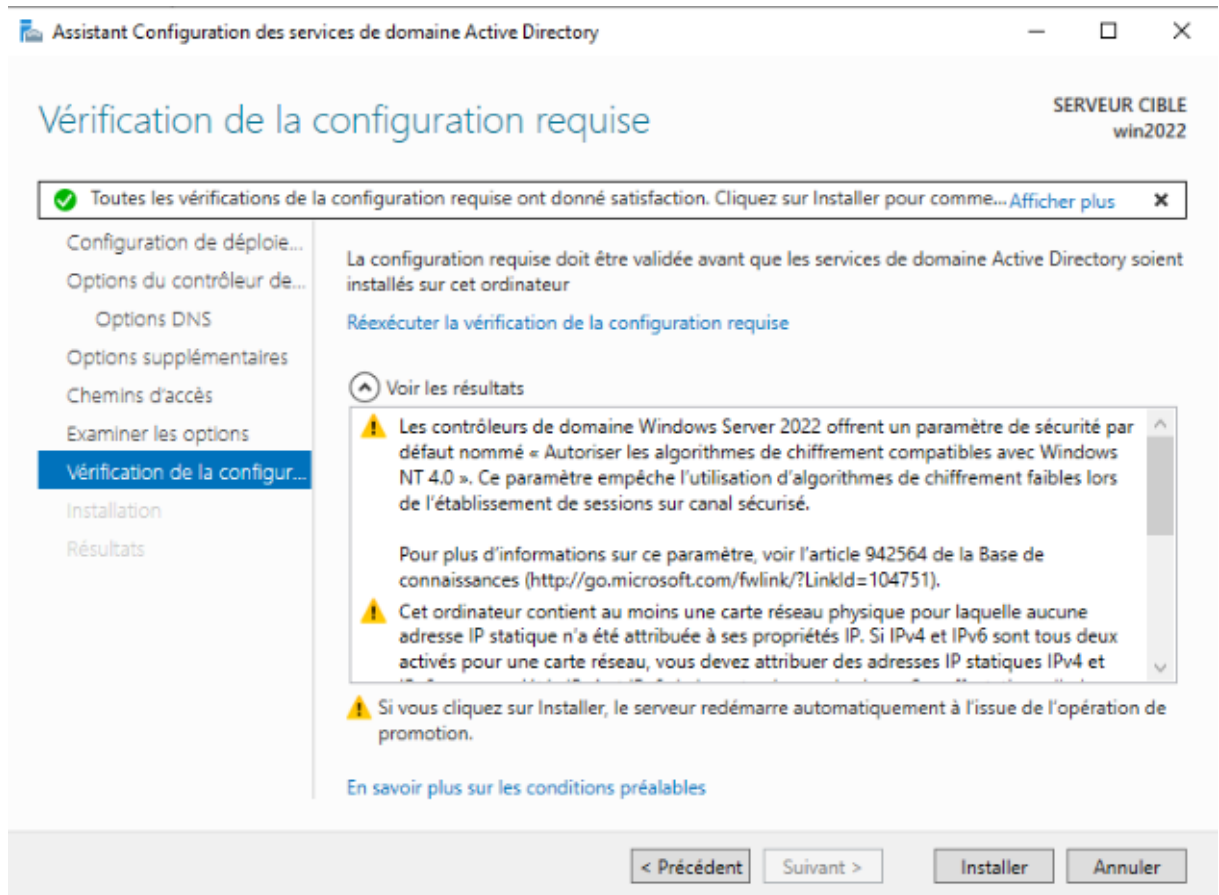 Assistant Configuration des services de domaine Active Directory
Vérification de la configuration requise
SERVEUR CIBLE
win2022
Toutes les vérifications de la configuration requise ont donné satisfaction. Cliquez sur Installer pour comme... Afficher plus
Configuration de déploie...
Options du contrôleur de...
Options DNS
Options supplémentaires
Chemins d'accès
Examiner les options
Vérification de la configur...
Installation
Résultats
La configuration requise doit être validée avant que les services de domaine Active Directory soient
installés sur cet ordinateur
Réexécuter la vérification de la configuration requise
Voir les résultats
Les contrôleurs de domaine Windows Server 2022 offrent un paramètre de sécurité par
défaut nommé « Autoriser les algorithmes de chiffrement compatibles avec Windows
NT 4.0 ». Ce paramètre empêche l'utilisation d'algorithmes de chiffrement faibles lors
de l'établissement de sessions sur canal sécurisé.
Pour plus d'informations sur ce paramètre, voir l'article 942564 de la Base de
connaissances (http://go.microsoft.com/fwlink/?LinkId=104751).
Cet ordinateur contient au moins une carte réseau physique pour laquelle aucune
adresse IP statique n'a été attribuée à ses propriétés IP. Si IPv4 et IPv6 sont tous deux
activés pour une carte réseau, vous devez attribuer des adresses IP statiques IPv4 et
Si vous cliquez sur Installer, le serveur redémarre automatiquement à l'issue de l'opération de
promotion.
En savoir plus sur les conditions préalables
< Précédent
Suivant >
Installer
Annuler